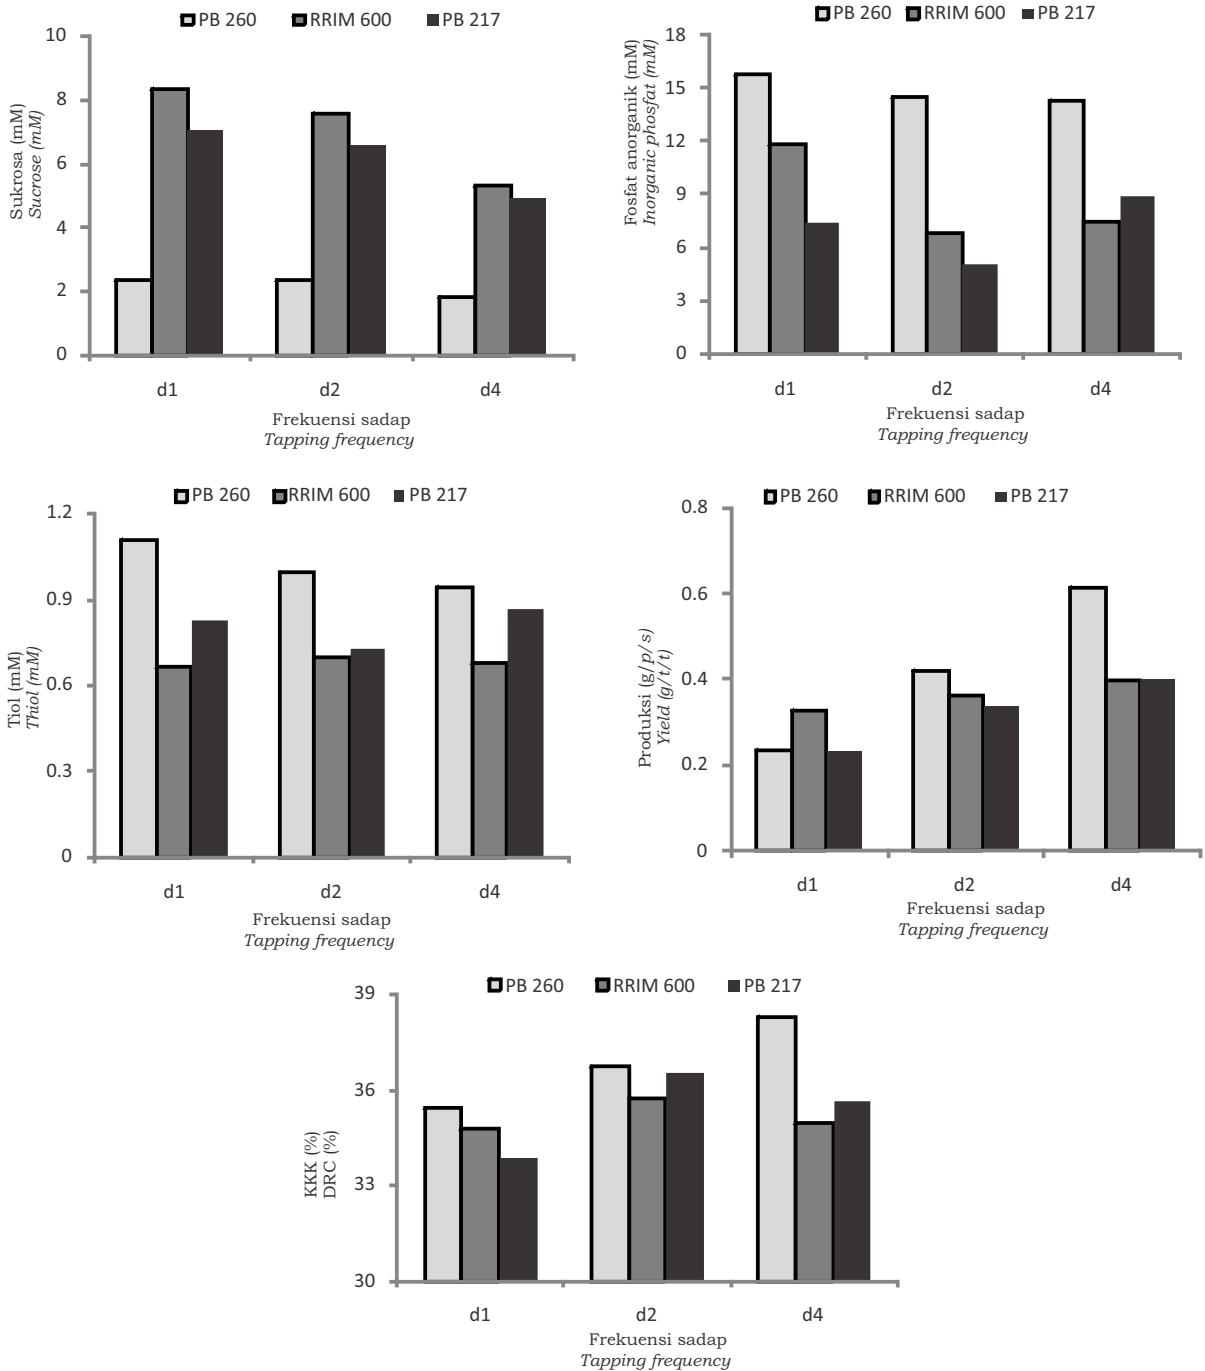 PB 260 RRIM 600 PB 217
10
8
6
4
2
0
Sukrosa (mM)
Sucrose (mM)
d1 d2 d4
Frekuensi sadap
Tapping frequency
PB 260 RRIM 600 PB 217
18
15
12
9
6
3
0
Fosfat anorganik (mM)
Inorganic phosfat (mM)
d1 d2 d4
Frekuensi sadap
Tapping frequency
PB 260 RRIM 600 PB 217
1.2
0.9
0.6
0.3
0
Tiol (mM)
Thiol (mM)
d1 d2 d4
Frekuensi sadap
Tapping frequency
PB 260 RRIM 600 PB 217
0.8
0.6
0.4
0.2
0
Produksi (g/p/s)
Yield (g/t/t)
d1 d2 d4
Frekuensi sadap
Tapping frequency
PB 260 RRIM 600 PB 217
39
36
33
30
KKK (%)
DRC (%)
d1 d2 d4
Frekuensi sadap
Tapping frequency